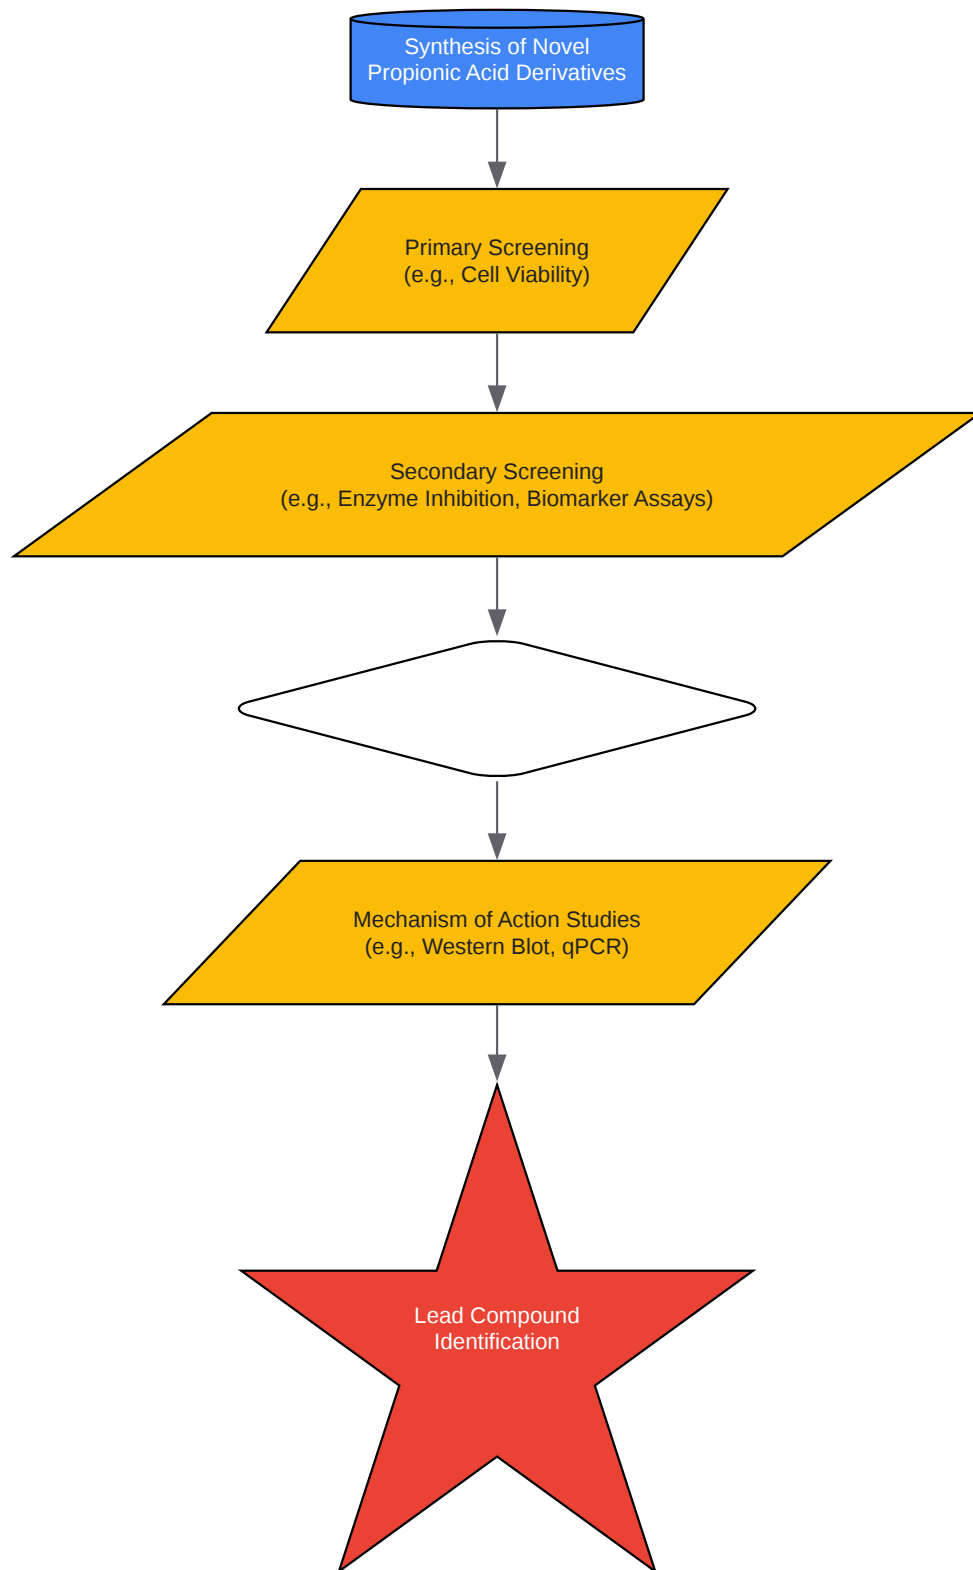 Synthesis of Novel
Propionic Acid Derivatives
Primary Screening
(e.g., Cell Viability)
Secondary Screening
(e.g., Enzyme Inhibition, Biomarker Assays)
Mechanism of Action Studies
(e.g., Western Blot, qPCR)
Lead Compound
Identification